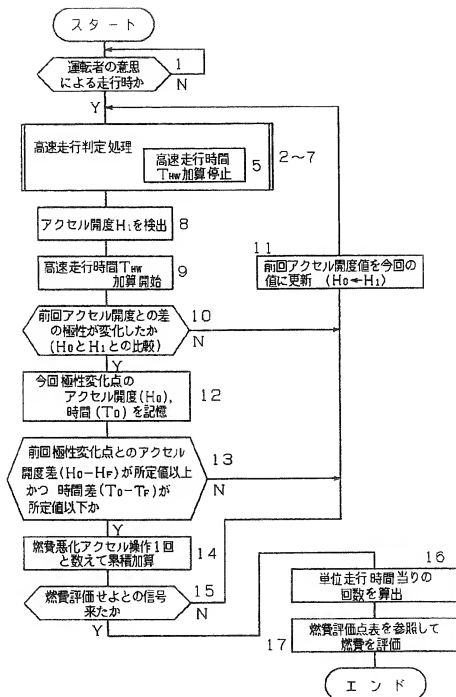 スタート
運転者の意思
による走行時か
1
N
Y
高速走行判定処理
高速走行時間
THW加算停止
5
2~7
アクセル開度H1を検出
8
高速走行時間THW
加算開始
9
11
前回アクセル開度値を今回の
値に更新 (H0←H1)
前回アクセル開度との差
の極性が変化したか
(H0とH1との比較)
10
N
Y
今回極性変化点の
アクセル開度(H0),
時間(T0)を記憶
12
前回極性変化点とのアクセル
開度差(H0-HF)が所定値以上
かつ 時間差(T0-TF)が
所定値以下か
13
N
Y
燃費悪化アクセル操作1回
と数えて累積加算
14
燃費評価せよとの信号
来たか
15
N
Y
16
単位走行時間当りの
回数を算出
17
燃費評価点表を参照して
燃費を評価
エンド